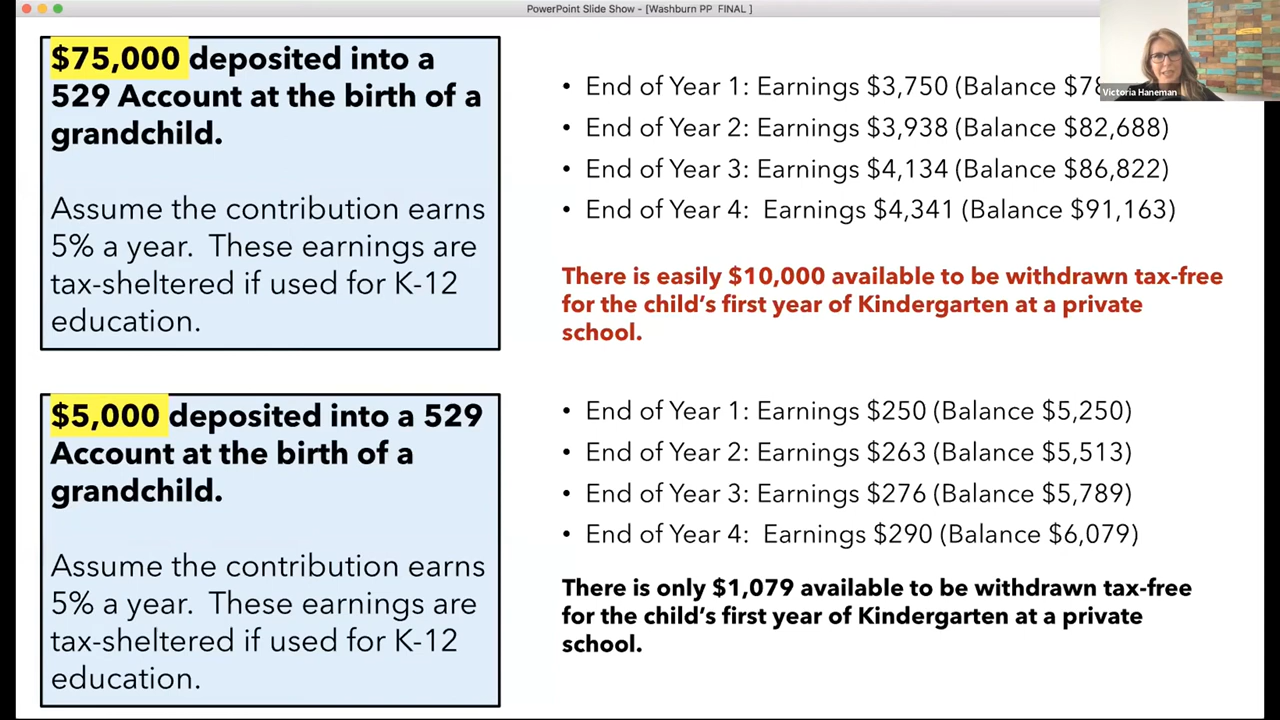 PowerPoint Slide Show - [Washburn PP FINAL ]
$75,000 deposited into a
529 Account at the birth of a
grandchild.
Assume the contribution earns
5% a year. These earnings are
tax-sheltered if used for K-12
education.
• End of Year 1: Earnings $3,750 (Balance
• End of Year 2: Earnings $3,938 (Balance $82,688)
• End of Year 3: Earnings $4,134 (Balance $86,822)
• End of Year 4: Earnings $4,341 (Balance $91,163)
There is easily $10,000 available to be withdrawn tax-free
for the child’s first year of Kindergarten at a private
school.
Victoria Haneman
$5,000 deposited into a 529
Account at the birth of a
grandchild.
Assume the contribution earns
5% a year. These earnings are
tax-sheltered if used for K-12
education.
• End of Year 1: Earnings $250 (Balance $5,250)
• End of Year 2: Earnings $263 (Balance $5,513)
• End of Year 3: Earnings $276 (Balance $5,789)
• End of Year 4: Earnings $290 (Balance $6,079)
There is only $1,079 available to be withdrawn tax-free
for the child’s first year of Kindergarten at a private
school.